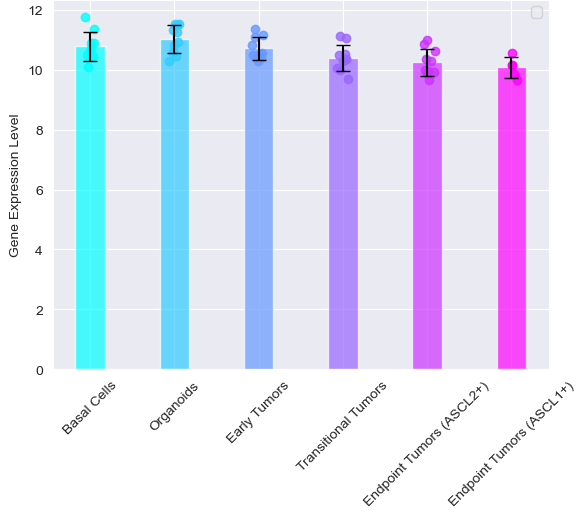 12
10
8
6
4
2
0
Gene Expression Level
Basal Cells
Organoids
Early Tumors
Transitional Tumors
Endpoint Tumors (ASCL2+)
Endpoint Tumors (ASCL1+)